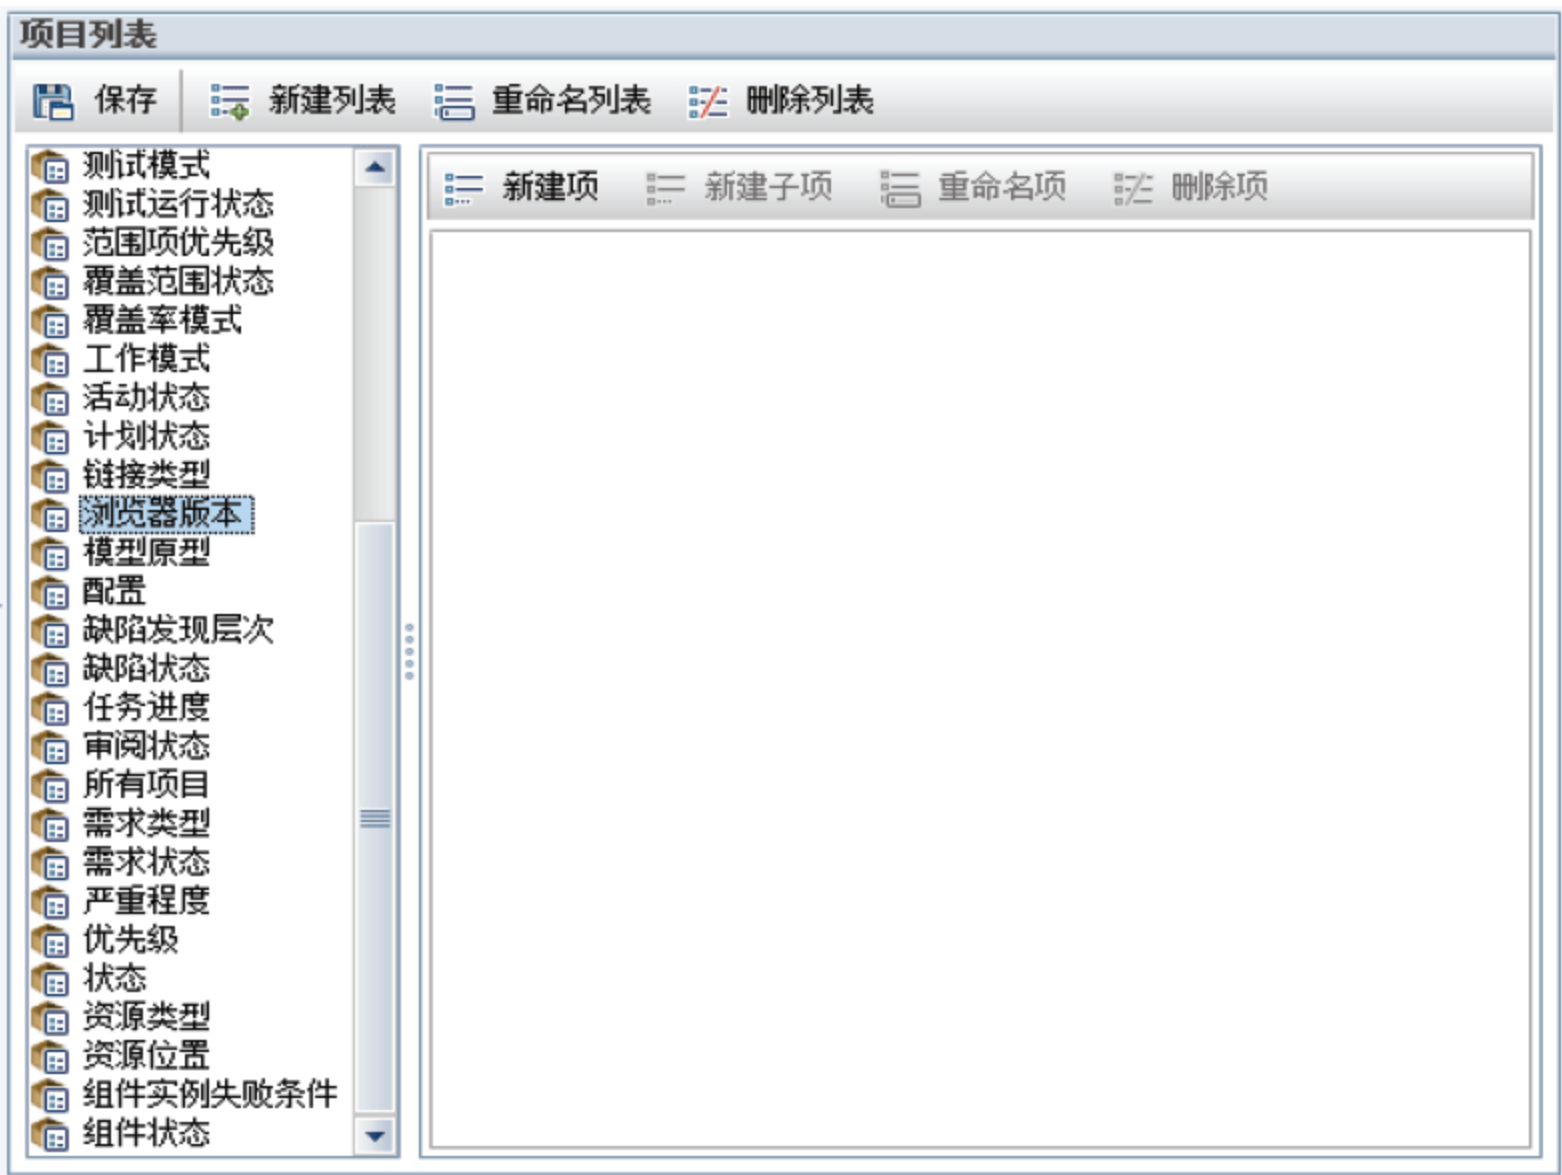 项目列表
保存 新建列表 重命名列表 删除列表
测试模式
测试运行状态
范围项优先级
覆盖范围状态
覆盖率模式
工作模式
活动状态
计划状态
链接类型
浏览器版本
模型原型
配置
缺陷发现层次
缺陷状态
任务进度
审阅状态
所有项目
需求类型
需求状态
严重程度
优先级
状态
资源类型
资源位置
组件实例失败条件
组件状态
新建项 新建子项 重命名项 删除项